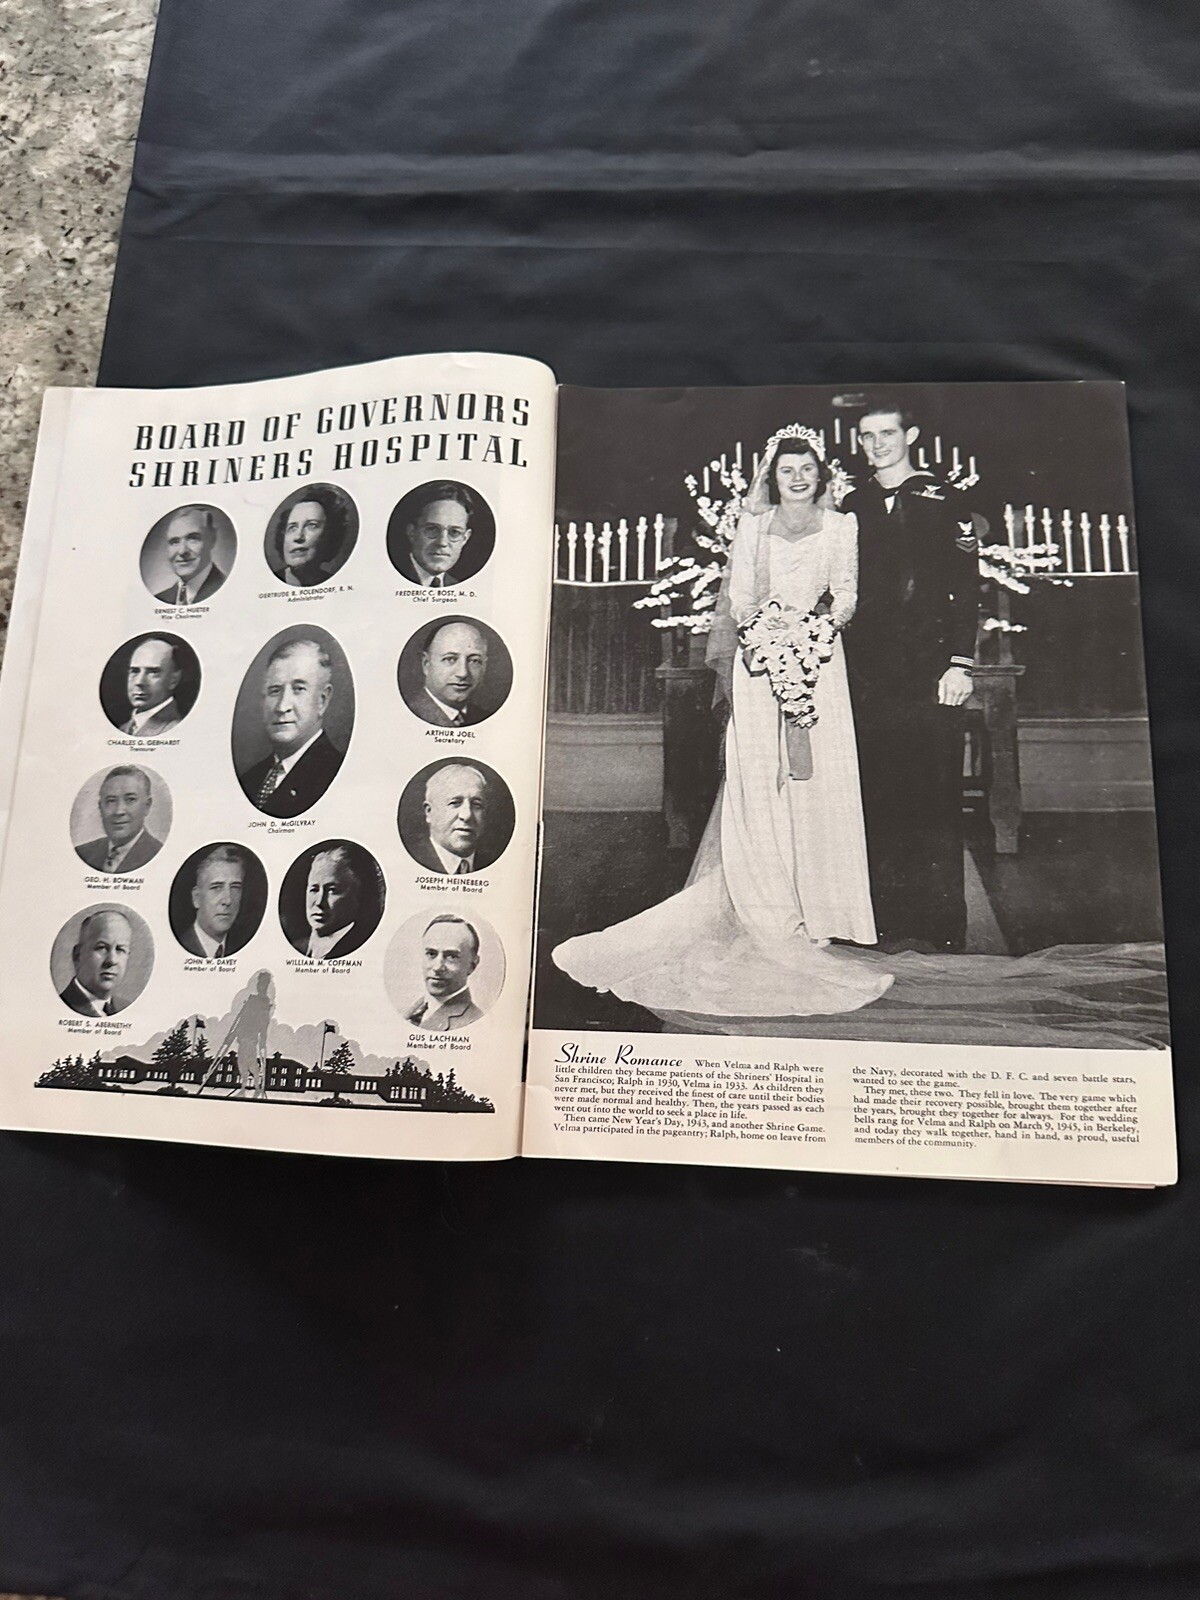 BOARD OF GOVERNORS
SHRINERS HOSPITAL
ERNEST C. HUETER
Vice Chairman
GERTRUDE R. FOLENDORF, R. N.
Administrator
FREDERIC C. BOST, M. D.
Chief Surgeon
CHARLES G. GEBHARDT
Treasurer
JOHN D. McGILVRAY
Chairman
ARTHUR JOEL
Secretary
GEO. H. BOWMAN
Member of Board
JOSEPH HEINEBERG
Member of Board
JOHN W. DAVEY
Member of Board
WILLIAM M. COFFMAN
Member of Board
ROBERT S. ABERNETHY
Member of Board
GUS LACHMAN
Member of Board
Shrine Romance When Velma and Ralph were
little children they became patients of the Shriners' Hospital in
San Francisco; Ralph in 1930, Velma in 1933. As children they
never met, but they received the finest of care until their bodies
were made normal and healthy. Then, the years passed as each
went out into the world to seek a place in life.
Then came New Year's Day, 1943, and another Shrine Game.
Velma participated in the pageantry; Ralph, home on leave from
the Navy, decorated with the D. F. C. and seven battle stars,
wanted to see the game.
They met, these two. They fell in love. The very game which
had made their recovery possible, brought them together after
the years, brought they together for always. For the wedding
bells rang for Velma and Ralph on March 9, 1945, in Berkeley,
and today they walk together, hand in hand, as proud, useful
members of the community.